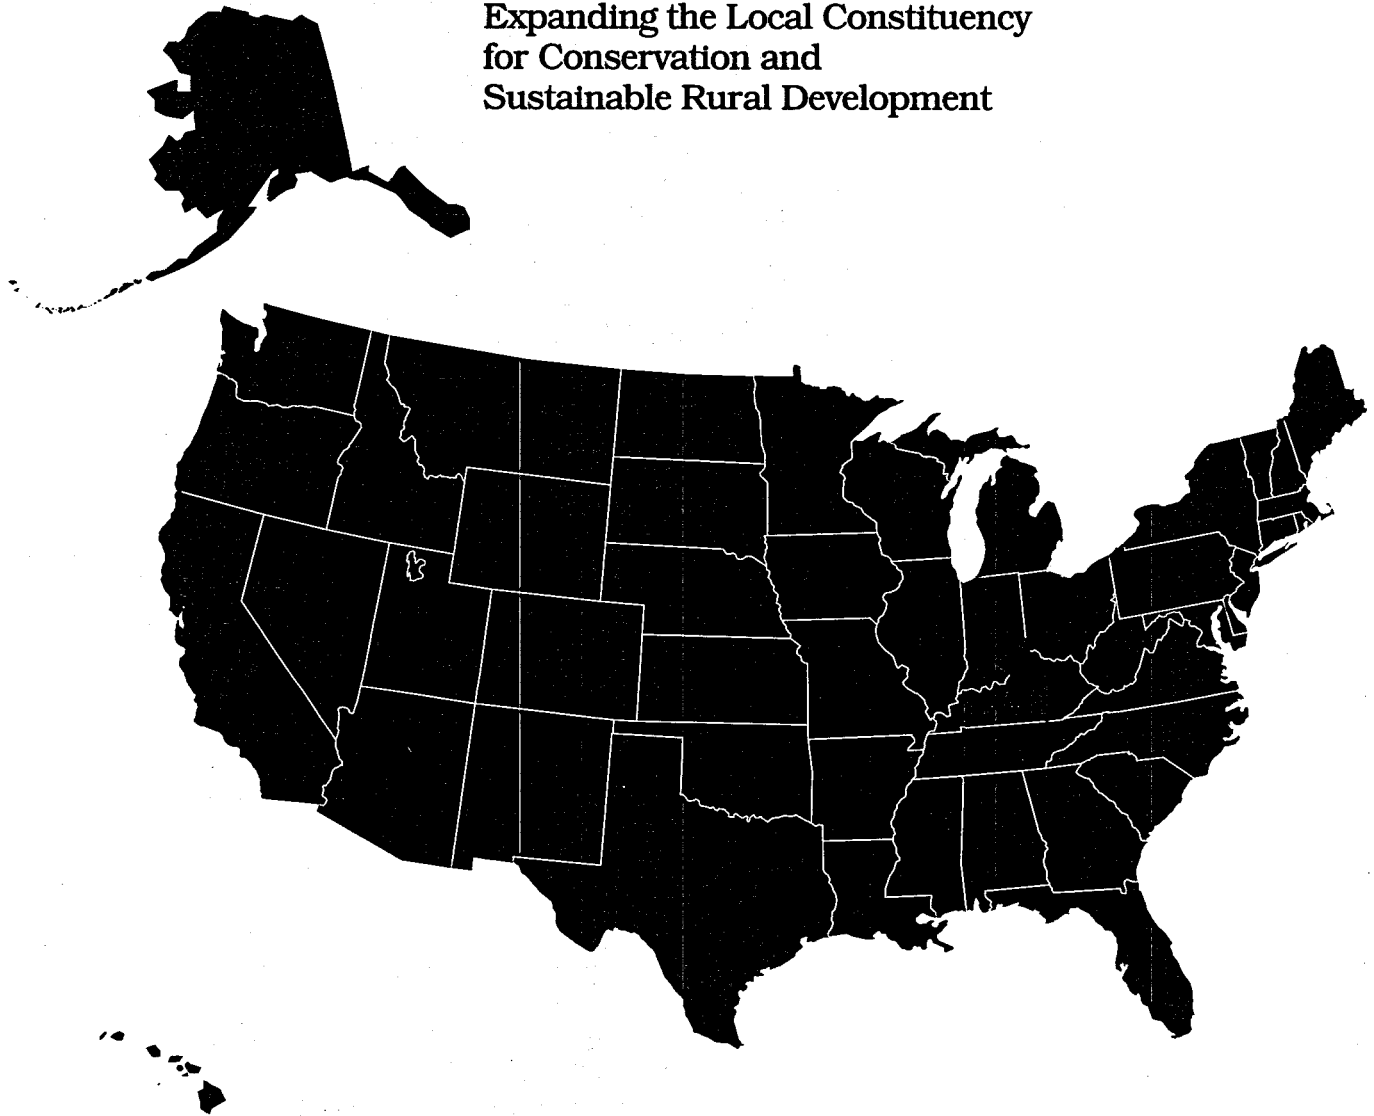 Expanding the Local Constituency
for Conservation and
Sustainable Rural Development